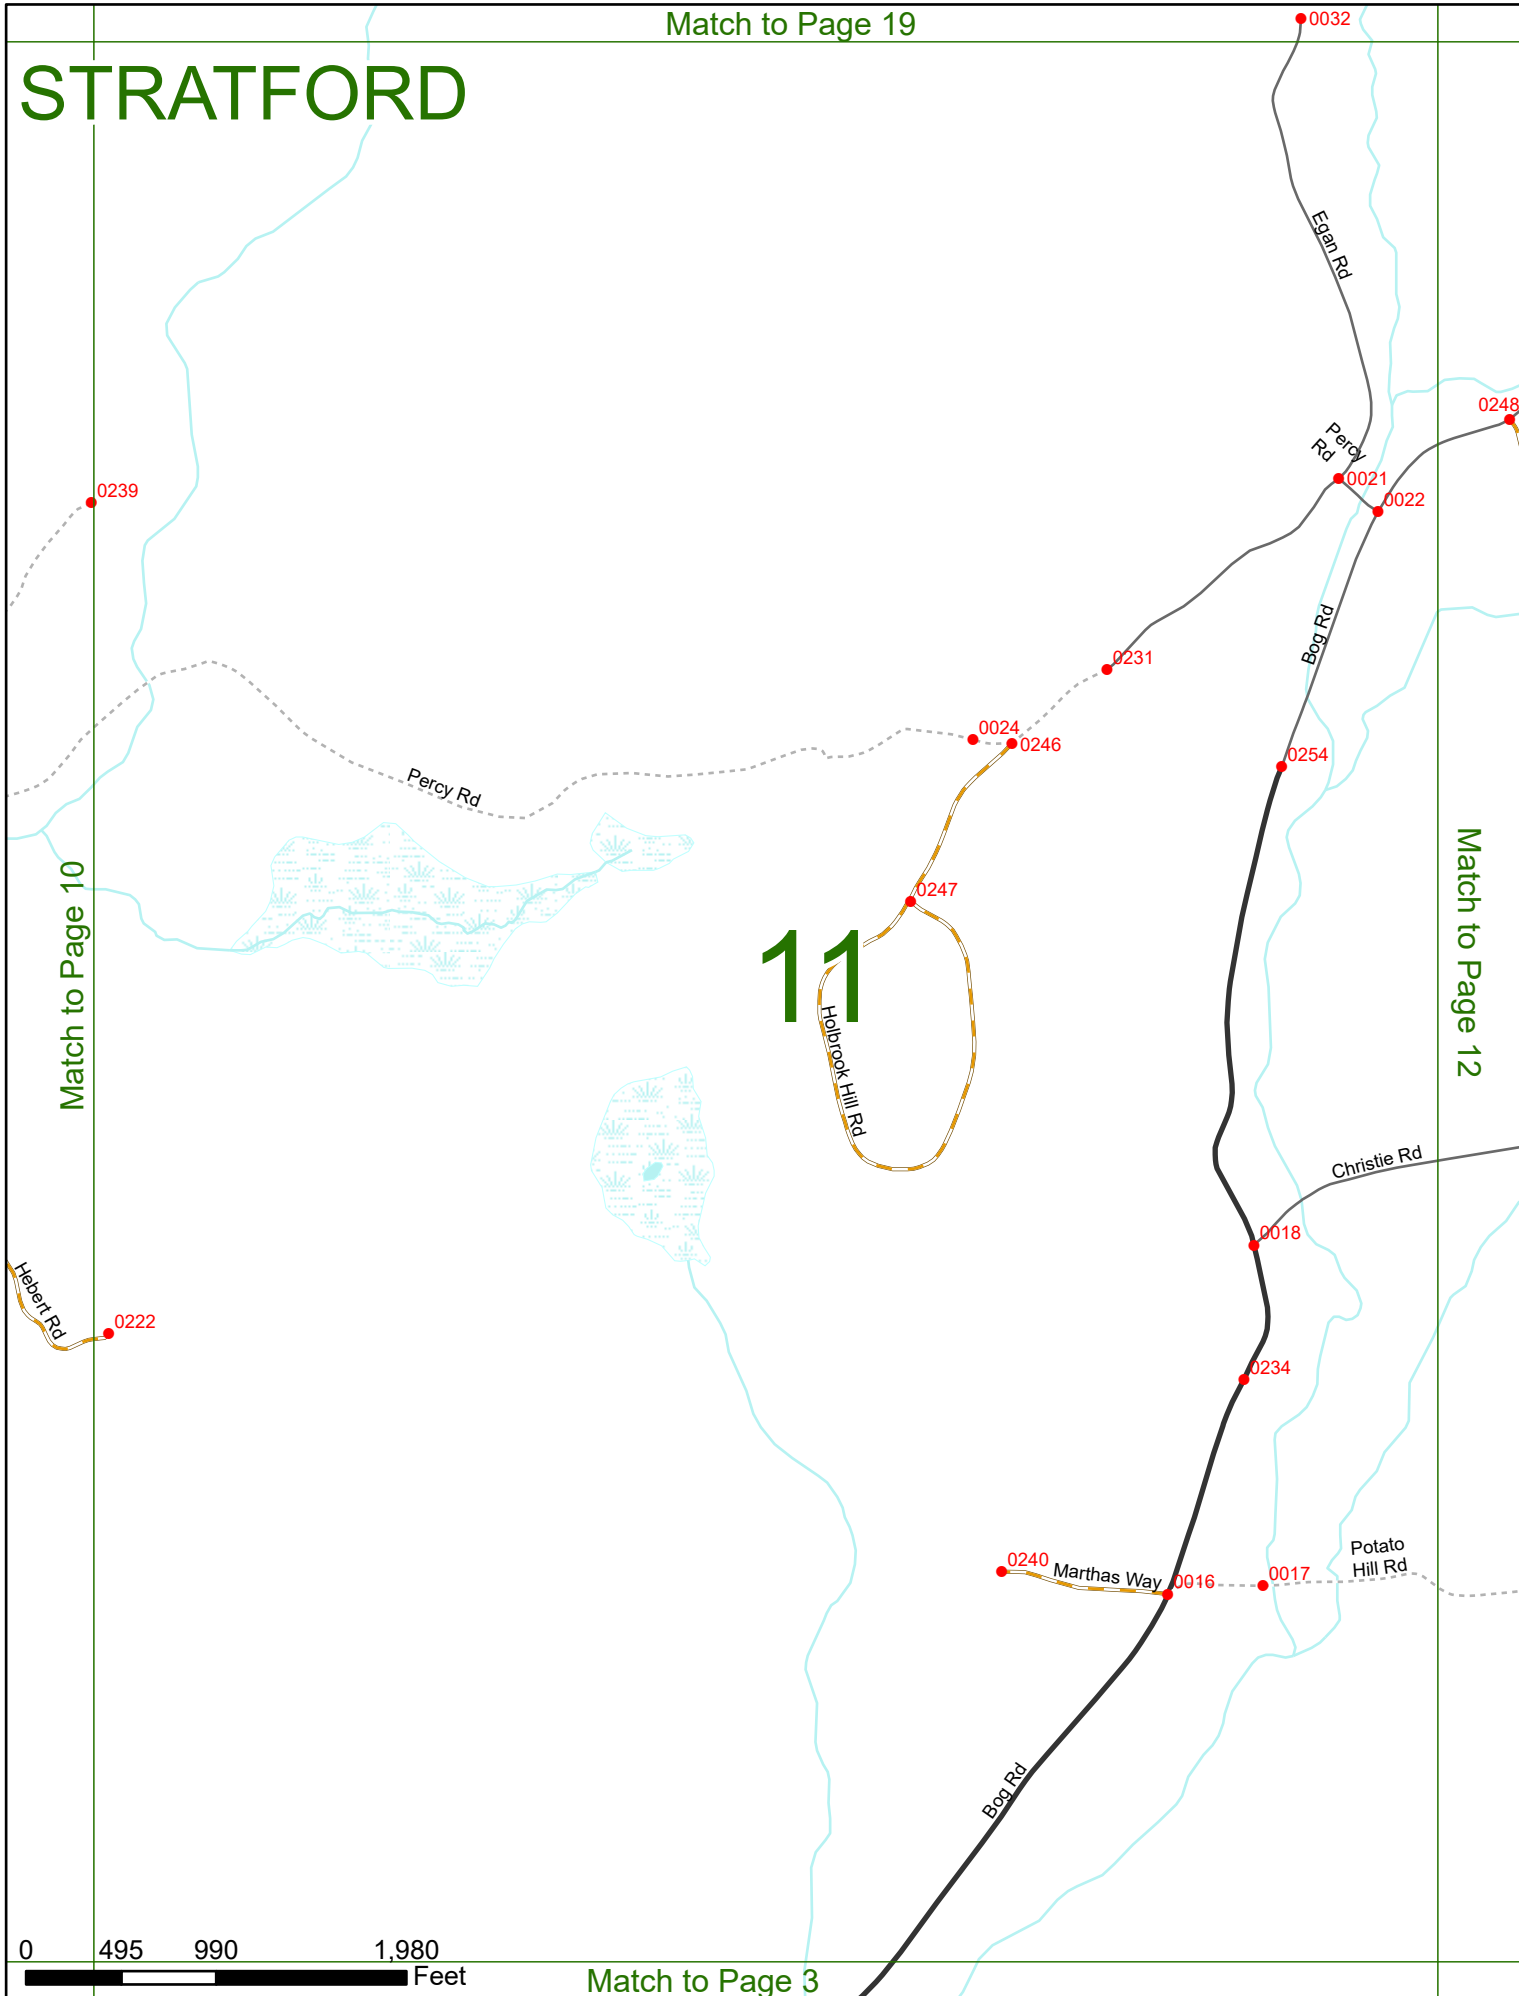 Match to Page 19
0032
STRATFORD
Egan Rd
0248
Percy
Rd
0021
0022
0239
Bog Rd
0231
0024
0246
0254
Percy Rd
Match to Page 10
Match to Page 12
0247
11
Holbrook Hill Rd
Christie Rd
0018
Hebert Rd
0222
0234
0240
Marthas Way
0016
0017
Potato
Hill Rd
Bog Rd
0 495 990 1,980
Feet
Match to Page 3